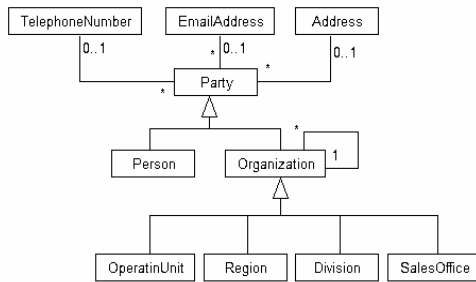 TelephoneNumber EmailAddress Address
0..1 0..1 0..1
* * *
Party
*
Person Organization 1
OperatinUnit Region Division SalesOffice